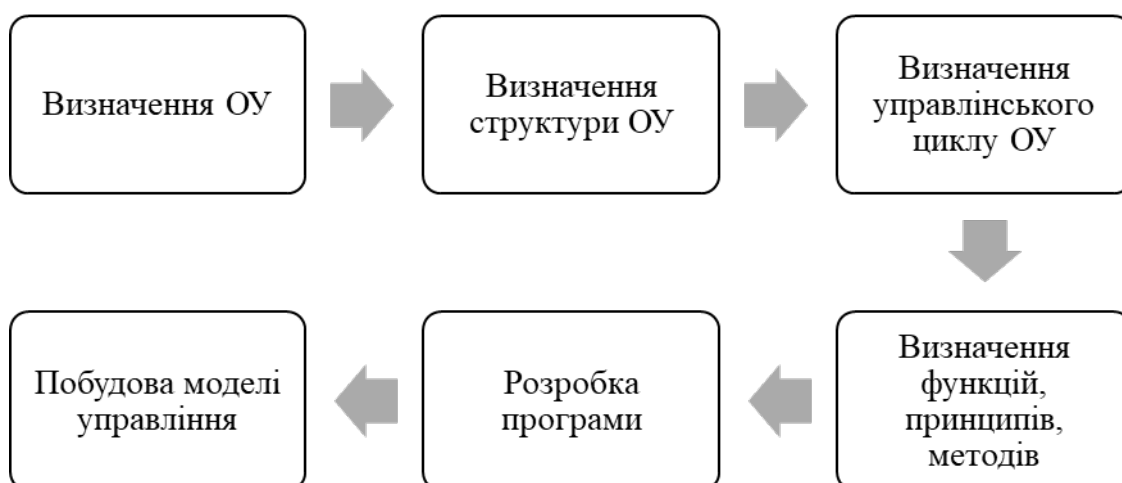 Визначення ОУ
Визначення
структури ОУ
Визначення
управлінського
циклу ОУ
Визначення
функцій,
принципів,
методів
Розробка
програми
Побудова моделі
управління